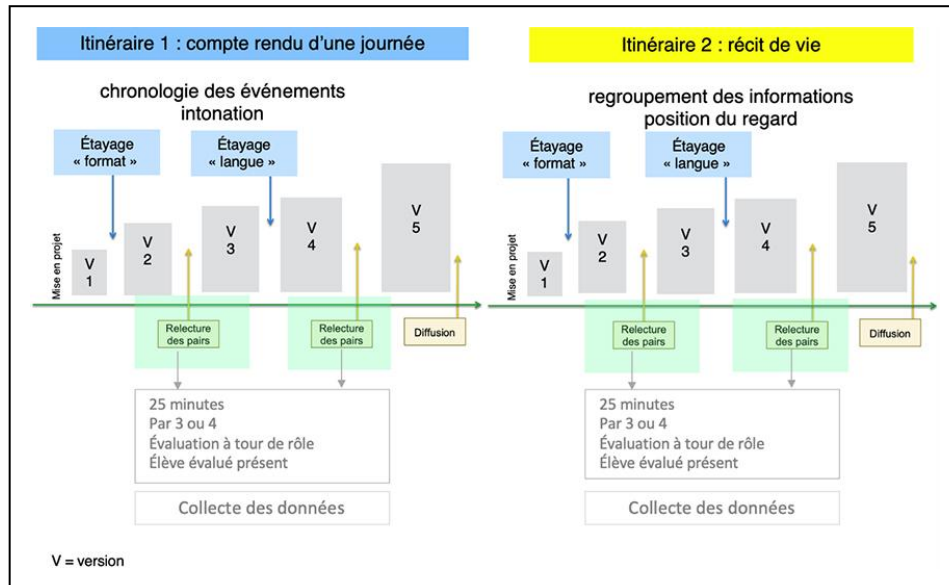 Itinéraire 1 : compte rendu d'une journée
chronologie des événements
intonation
Étayage
« format »
Étayage
« langue »
Mise en projet
V
1
V
2
V
3
V
4
V
5
Relecture
des pairs
Relecture
des pairs
Diffusion
25 minutes
Par 3 ou 4
Évaluation à tour de rôle
Élève évalué présent
Collecte des données
V = version
Itinéraire 2 : récit de vie
regroupement des informations
position du regard
Étayage
« format »
Étayage
« langue »
Mise en projet
V
1
V
2
V
3
V
4
V
5
Relecture
des pairs
Relecture
des pairs
Diffusion
25 minutes
Par 3 ou 4
Évaluation à tour de rôle
Élève évalué présent
Collecte des données